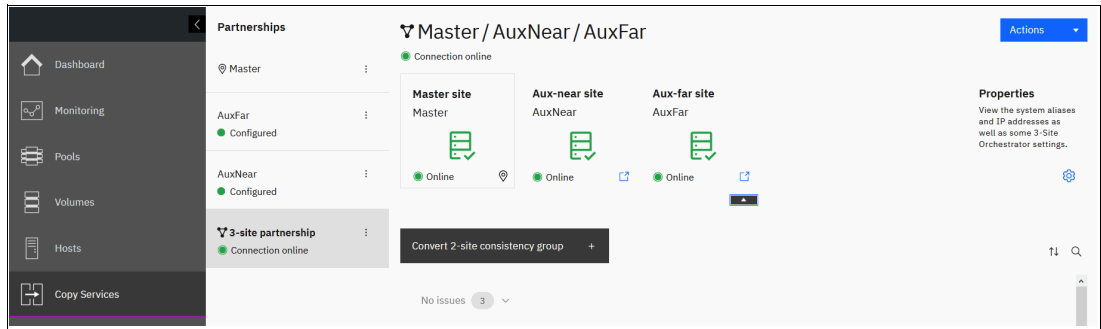 Dashboard
Monitoring
Pools
Volumes
Hosts
Copy Services
Partnerships
Master
AuxFar
Configured
AuxNear
Configured
3-site partnership
Connection online
Master / AuxNear / AuxFar
Connection online
Actions
Master site
Master
Online
Aux-near site
AuxNear
Online
Aux-far site
AuxFar
Online
Properties
View the system aliases
and IP addresses as
well as some 3-Site
Orchestrator settings.
Convert 2-site consistency group +
No issues 3